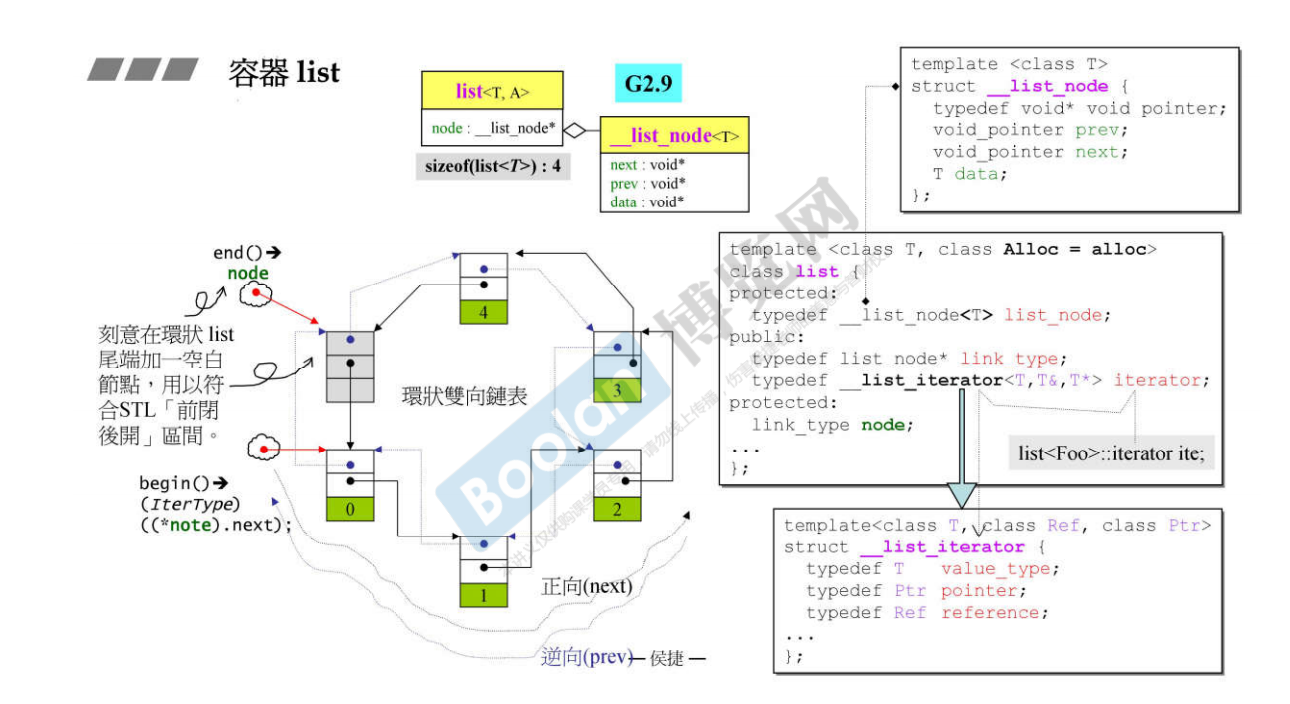 容器 list
list<T, A>
node : __list_node*
sizeof(list<T>) : 4
G2.9
__list_node<T>
next : void*
prev : void*
data : void*
template <class T>
struct __list_node {
typedef void* void pointer;
void_pointer prev;
void_pointer next;
T data;
};
end()➔
node
刻意在環狀 list
尾端加一空白
節點，用以符
合STL「前閉
後開」區間。
begin()➔
(IterType)
((*note).next);
環狀雙向鏈表
4
3
2
1
0
正向(next)
逆向(prev)
— 侯捷 —
template <class T, class Alloc = alloc>
class list {
protected:
typedef __list_node<T> list_node;
public:
typedef list node* link type;
typedef __list_iterator<T,T&,T*> iterator;
protected:
link_type node;
...
};
list<Foo>::iterator ite;
template<class T, class Ref, class Ptr>
struct __list_iterator {
typedef T value_type;
typedef Ptr pointer;
typedef Ref reference;
...
};
Boolan 博览网